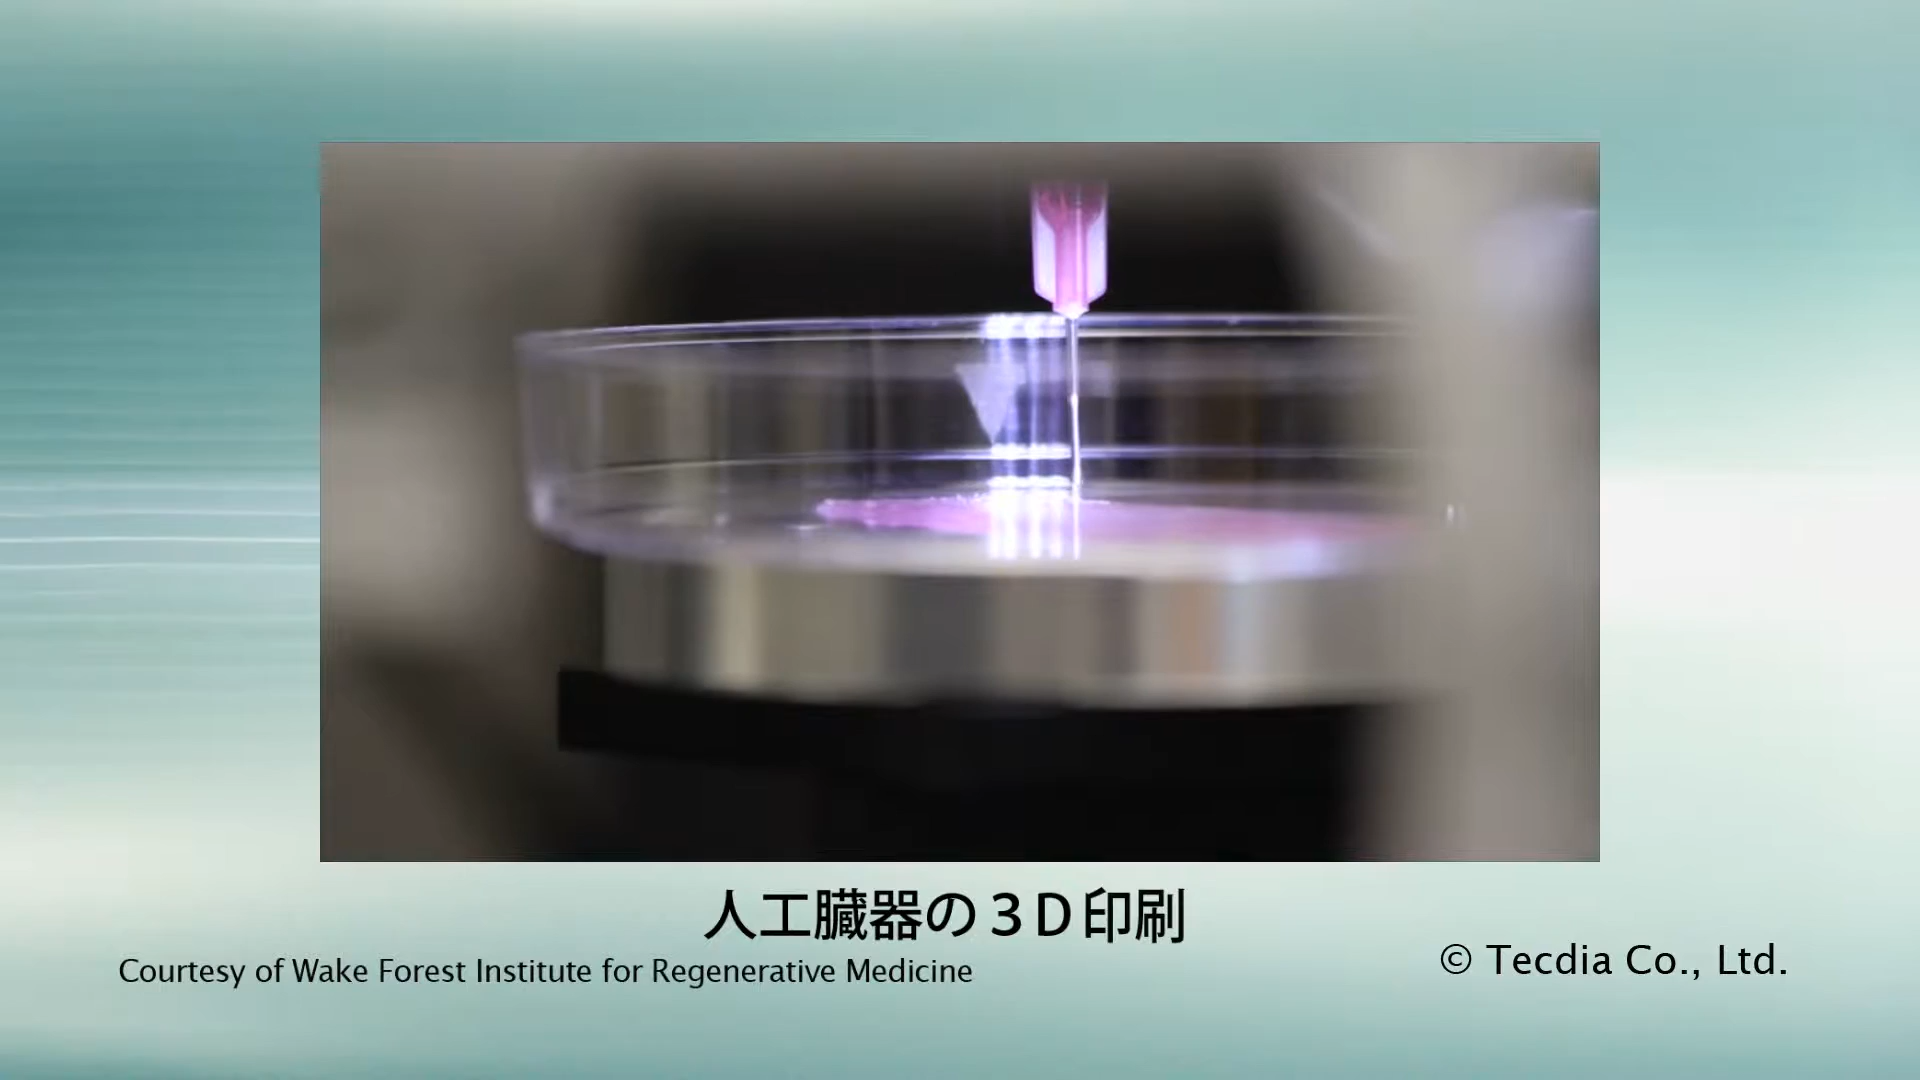 人工臓器の３Ｄ印刷
Courtesy of Wake Forest Institute for Regenerative Medicine
© Tecdia Co., Ltd.